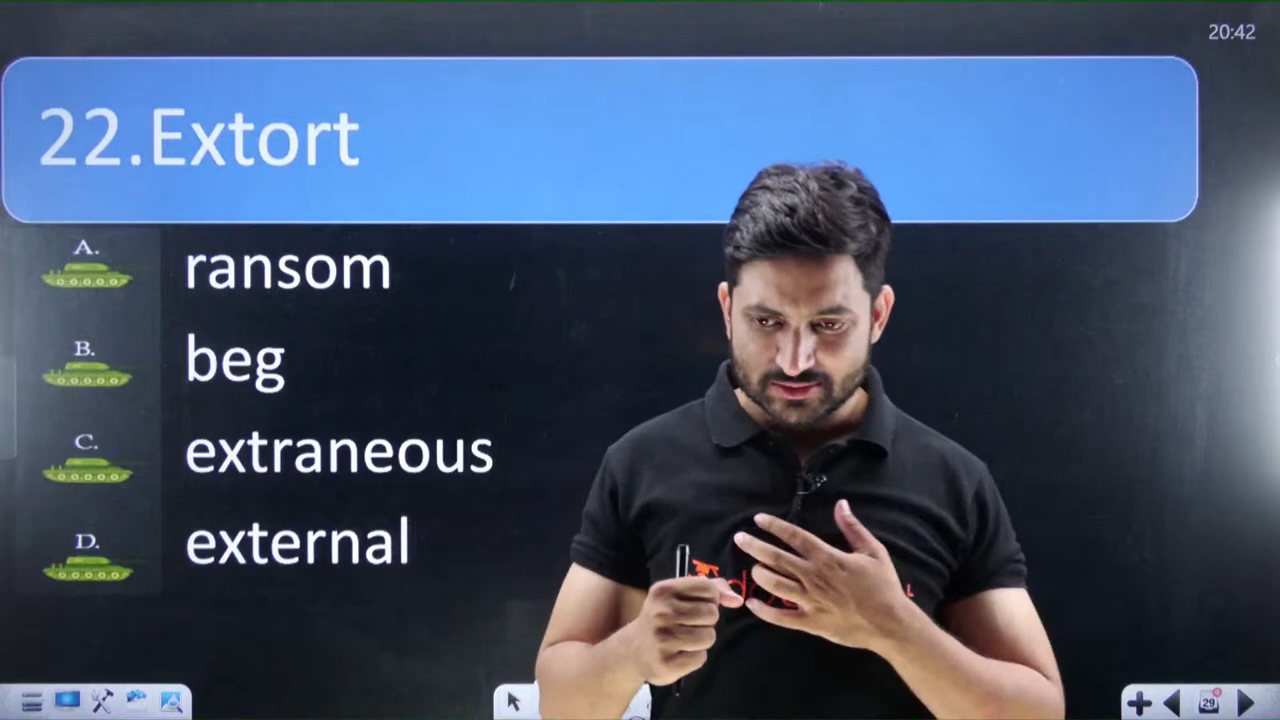 20:42
22.Extort
A. ransom
B. beg
C. extraneous
D. external
29